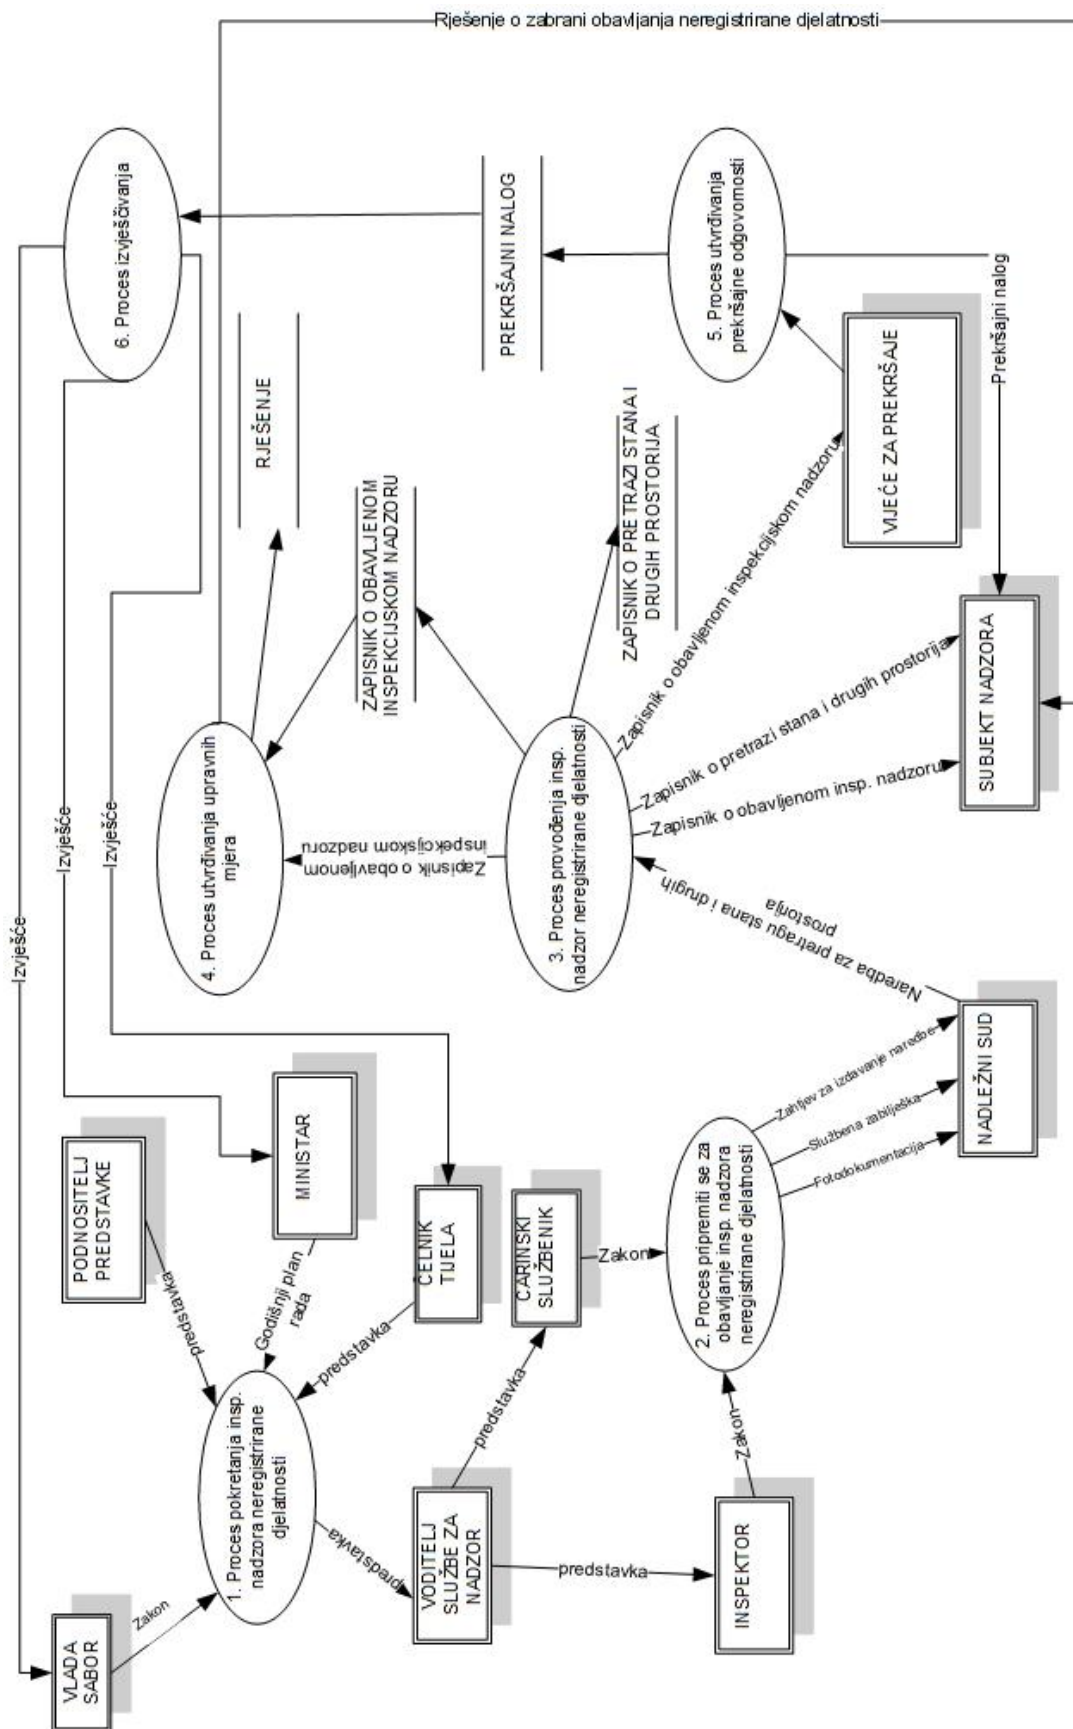 Rješenje o zabrani obavljanja neregistrirane djelatnosti
6. Proces izvješčivanja
PREKRŠAJNI NALOG
5. Proces utvrđivanja
prekršajne odgovornosti
Prekršajni nalog
VIJEĆE ZA PREKRŠAJE
RJEŠENJE
ZAPISNIK O OBAVLJENOM
INSPEKCIJSKOM NADZORU
ZAPISNIK O PRETRAZI STANA I
DRUGIH PROSTORIJA
Zapisnik o obavljenom inspekcijskom nadzoru
Zapisnik o pretrazi stana i drugih prostorija
Zapisnik o obavljenom insp. nadzoru
SUBJEKT NADZORA
4. Proces utvrđivanja upravnih
mjera
Zapisnik o obavljenom
inspekcijskom nadzoru
3. Proces provođenja insp.
nadzor neregistrirane djelatnosti
Naredba za pretragu stana i drugih
prostorija
Izvješće
Izvješće
Izvješće
PODNOSITELJ
PREDSTAVKE
MINISTAR
ČELNIK
TIJELA
CARINSKI
SLUŽBENIK
Zakon
2. Proces pripremiti se za
obavljanje insp. nadzora
neregistrirane djelatnosti
Zahtjev za izdavanje naredbe
Službena zabilješka
Fotodokumentacija
NADLEŽNI SUD
predstavka
Godišnji plan
rada
predstavka
1. Proces pokretanja insp.
nadzora neregistrirane
djelatnosti
predstavka
predstavka
VLADA
SABOR
Zakon
VODITELJ
SLUŽBE ZA
NADZOR
predstavka
INSPEKTOR
Zakon